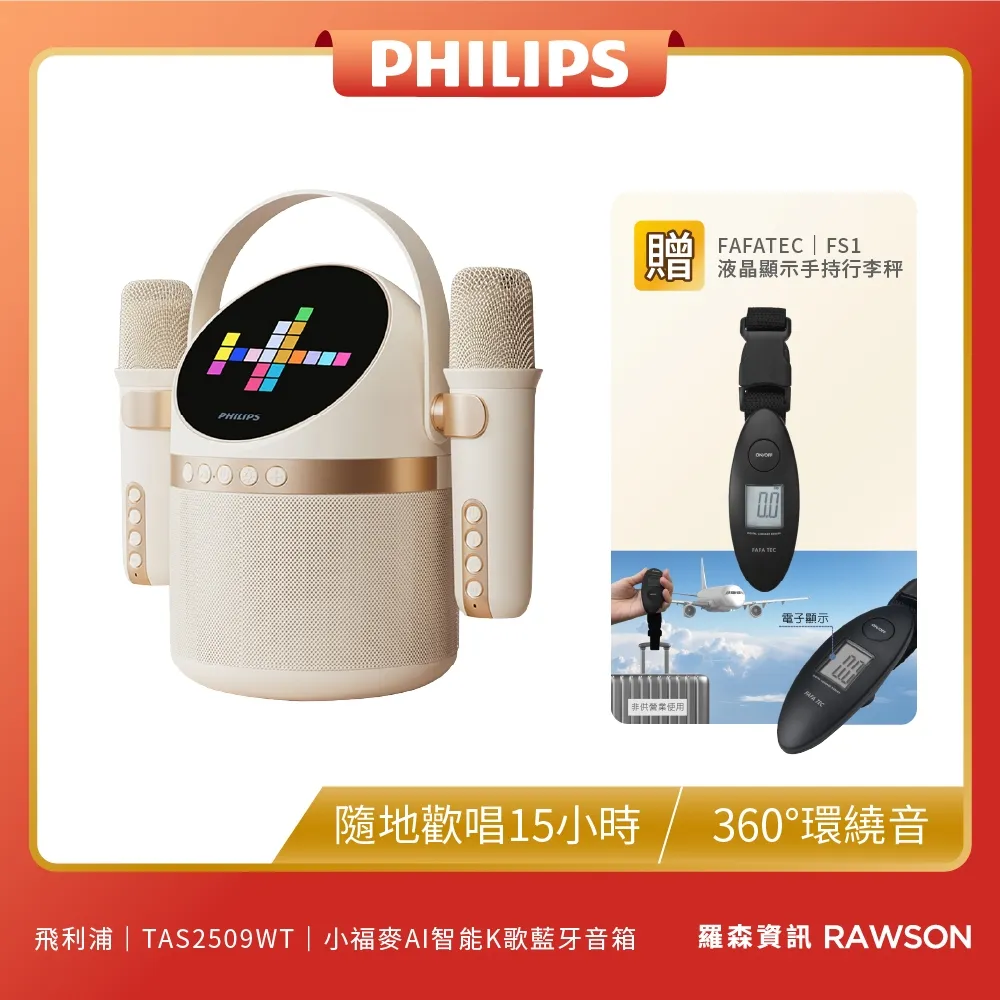 PHILIPS
贈
FAFATEC｜FS1
液晶顯示手持行李秤
PHILIPS
ON/OFF
0.0
FAFA TEC
電子顯示
ON/OFF
0.0
FAFA TEC
非供營業使用
隨地歡唱15小時
360°環繞音
飛利浦｜TAS2509WT｜小福麥AI智能K歌藍牙音箱
羅森資訊 RAWSON